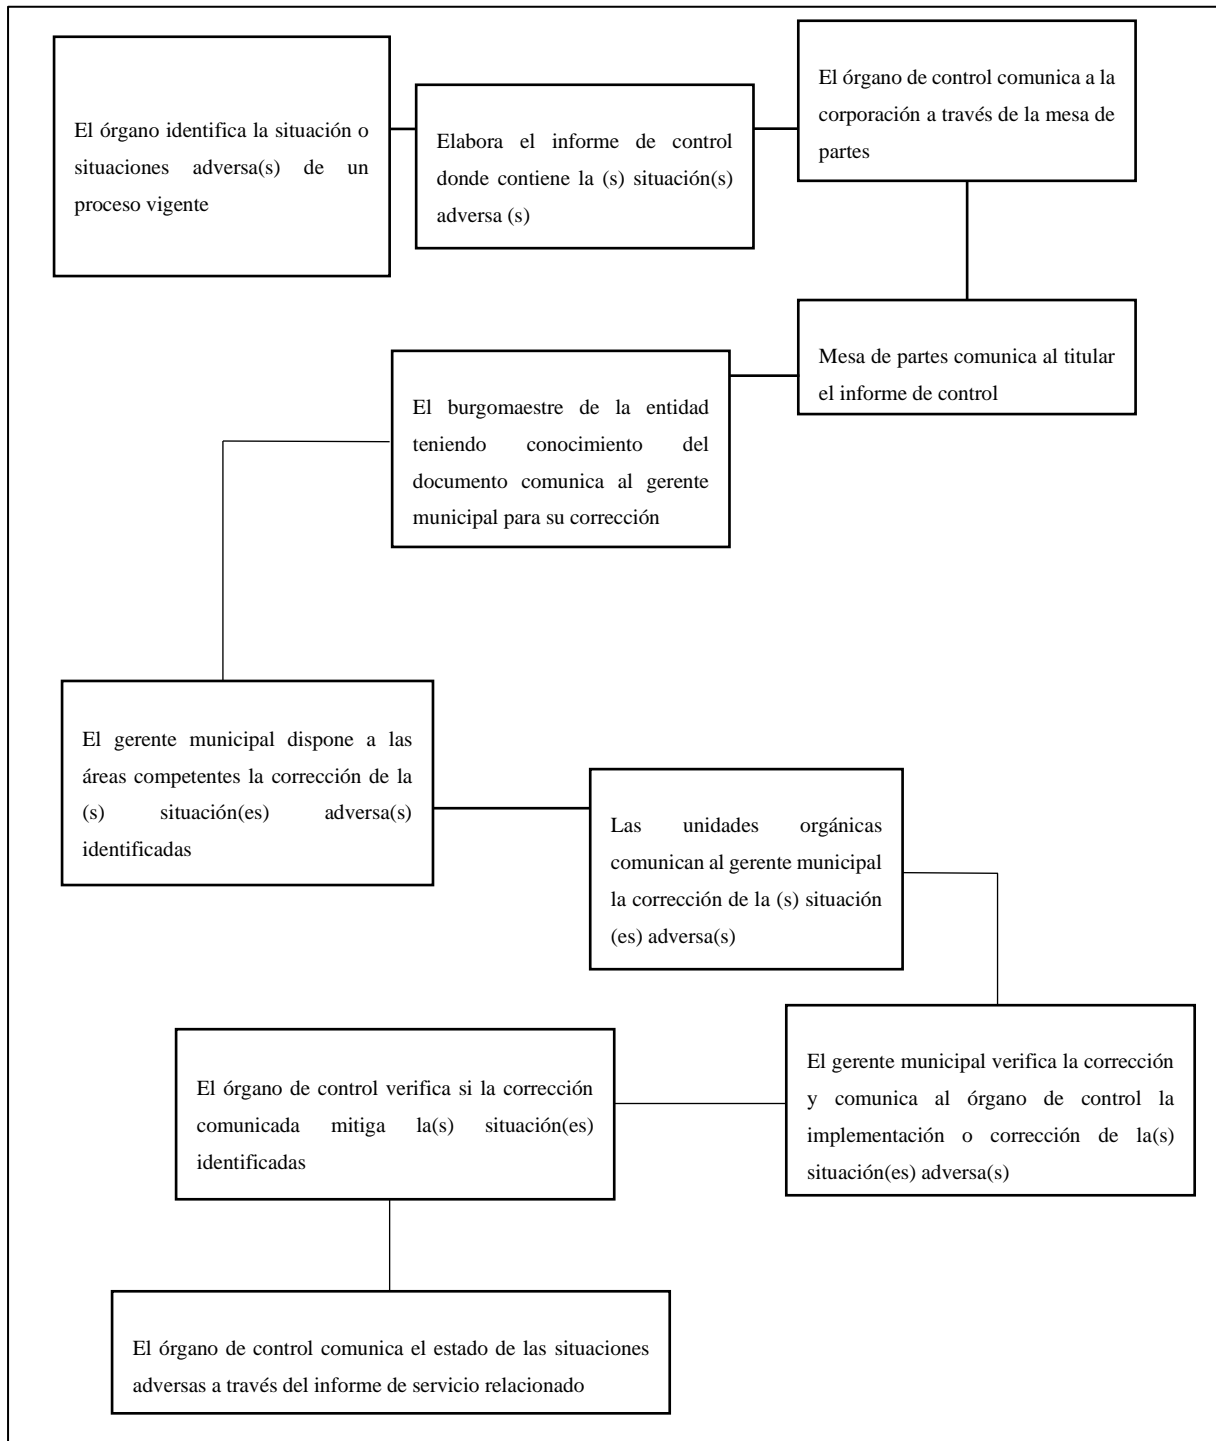 El órgano identifica la situación o
situaciones adversa(s) de un
proceso vigente
Elabora el informe de control
donde contiene la (s) situación(s)
adversa (s)
El órgano de control comunica a la
corporación a través de la mesa de
partes
Mesa de partes comunica al titular
el informe de control
El burgomaestre de la entidad
teniendo conocimiento del
documento comunica al gerente
municipal para su corrección
El gerente municipal dispone a las
áreas competentes la corrección de la
(s) situación(es) adversa(s)
identificadas
Las unidades orgánicas
comunican al gerente municipal
la corrección de la (s) situación
(es) adversa(s)
El gerente municipal verifica la corrección
y comunica al órgano de control la
implementación o corrección de la(s)
situación(es) adversa(s)
El órgano de control verifica si la corrección
comunicada mitiga la(s) situación(es)
identificadas
El órgano de control comunica el estado de las situaciones
adversas a través del informe de servicio relacionado